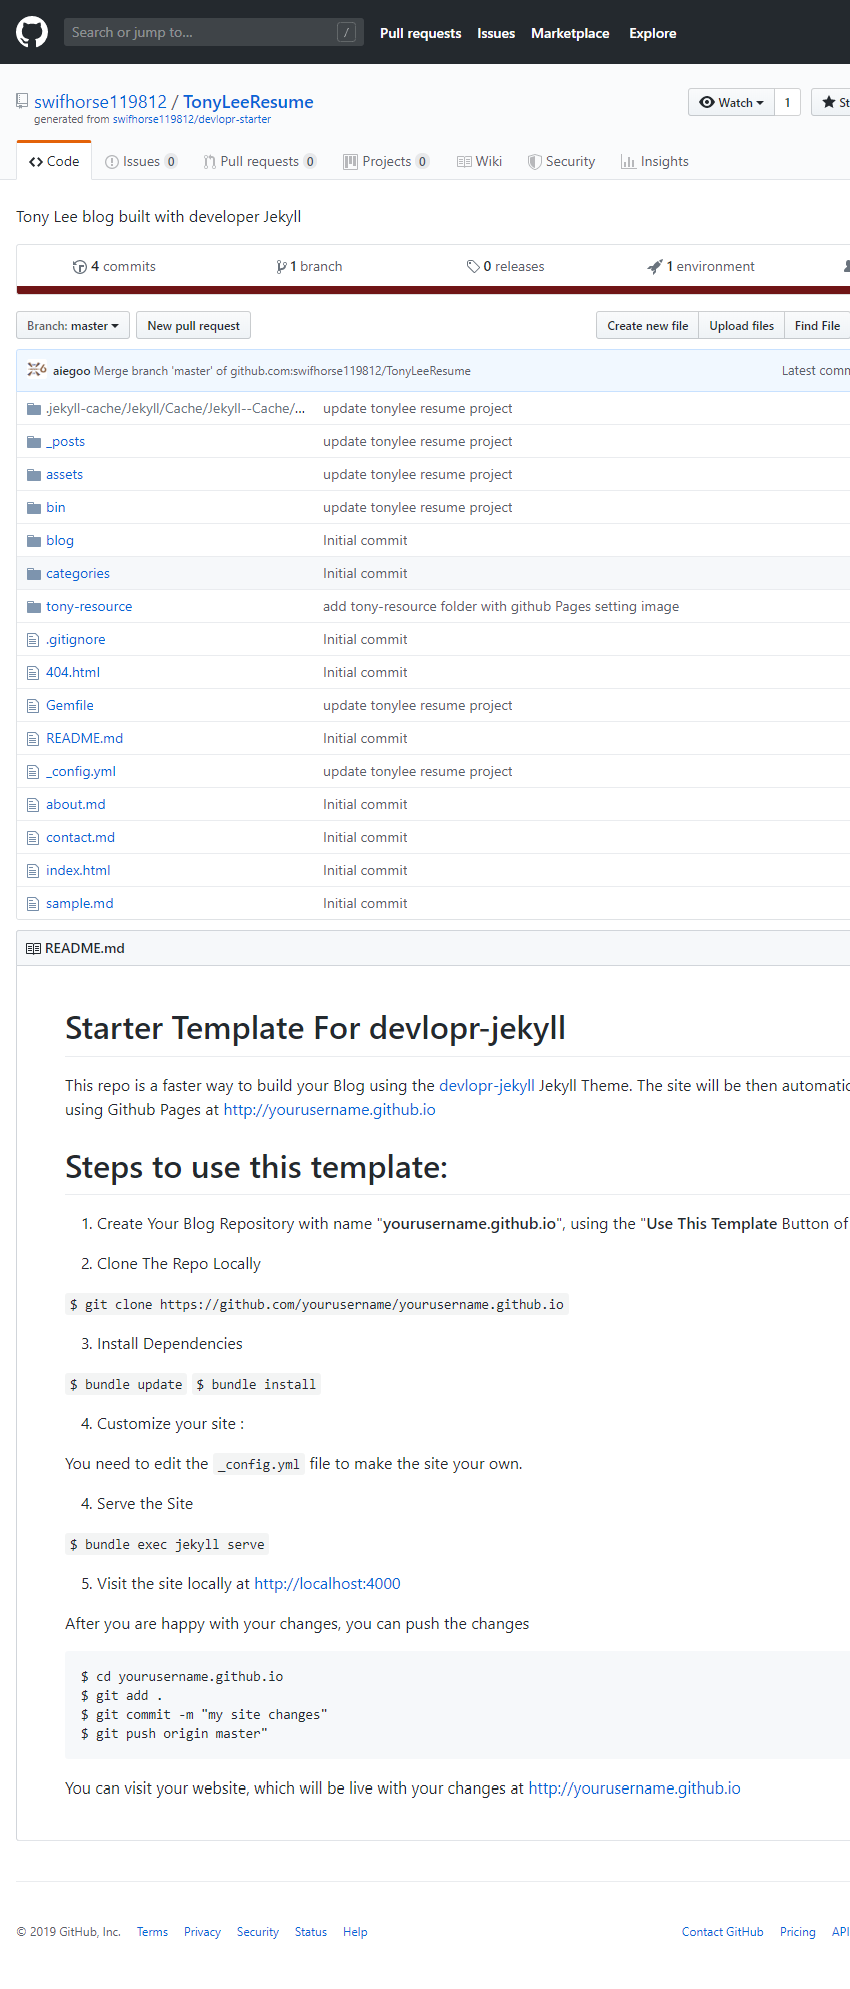 Search or jump to... / Pull requests Issues Marketplace Explore
swifhorse119812 / TonyLeeResume Watch 1 St
generated from swifhorse119812/devlopr-starter
Code Issues 0 Pull requests 0 Projects 0 Wiki Security Insights
Tony Lee blog built with developer Jekyll
4 commits 1 branch 0 releases 1 environment
Branch: master New pull request Create new file Upload files Find File
aiegoo Merge branch 'master' of github.com:swifhorse119812/TonyLeeResume Latest comm
.jekyll-cache/Jekyll/Cache/Jekyll--Cache/... update tonylee resume project
_posts update tonylee resume project
assets update tonylee resume project
bin update tonylee resume project
blog Initial commit
categories Initial commit
tony-resource add tony-resource folder with github Pages setting image
.gitignore Initial commit
404.html Initial commit
Gemfile update tonylee resume project
README.md Initial commit
_config.yml update tonylee resume project
about.md Initial commit
contact.md Initial commit
index.html Initial commit
sample.md Initial commit
README.md
Starter Template For devlopr-jekyll
This repo is a faster way to build your Blog using the devlopr-jekyll Jekyll Theme. The site will be then automatic
using Github Pages at http://yourusername.github.io
Steps to use this template:
1. Create Your Blog Repository with name "yourusername.github.io", using the "Use This Template Button of
2. Clone The Repo Locally
$ git clone https://github.com/yourusername/yourusername.github.io
3. Install Dependencies
$ bundle update $ bundle install
4. Customize your site :
You need to edit the _config.yml file to make the site your own.
4. Serve the Site
$ bundle exec jekyll serve
5. Visit the site locally at http://localhost:4000
After you are happy with your changes, you can push the changes
$ cd yourusername.github.io
$ git add .
$ git commit -m "my site changes"
$ git push origin master"
You can visit your website, which will be live with your changes at http://yourusername.github.io
© 2019 GitHub, Inc. Terms Privacy Security Status Help Contact GitHub Pricing API